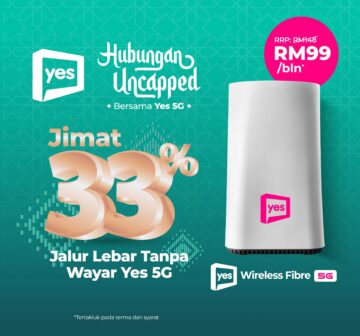 yes
Hubungan
Uncapped
• Bersama Yes 5G •
RRP: RM148
RM99
/bln*
Jimat
33%
Jalur Lebar Tanpa
Wayar Yes 5G
yes
yes Wireless Fibre 5G
*Tertakluk pada terma dan syarat